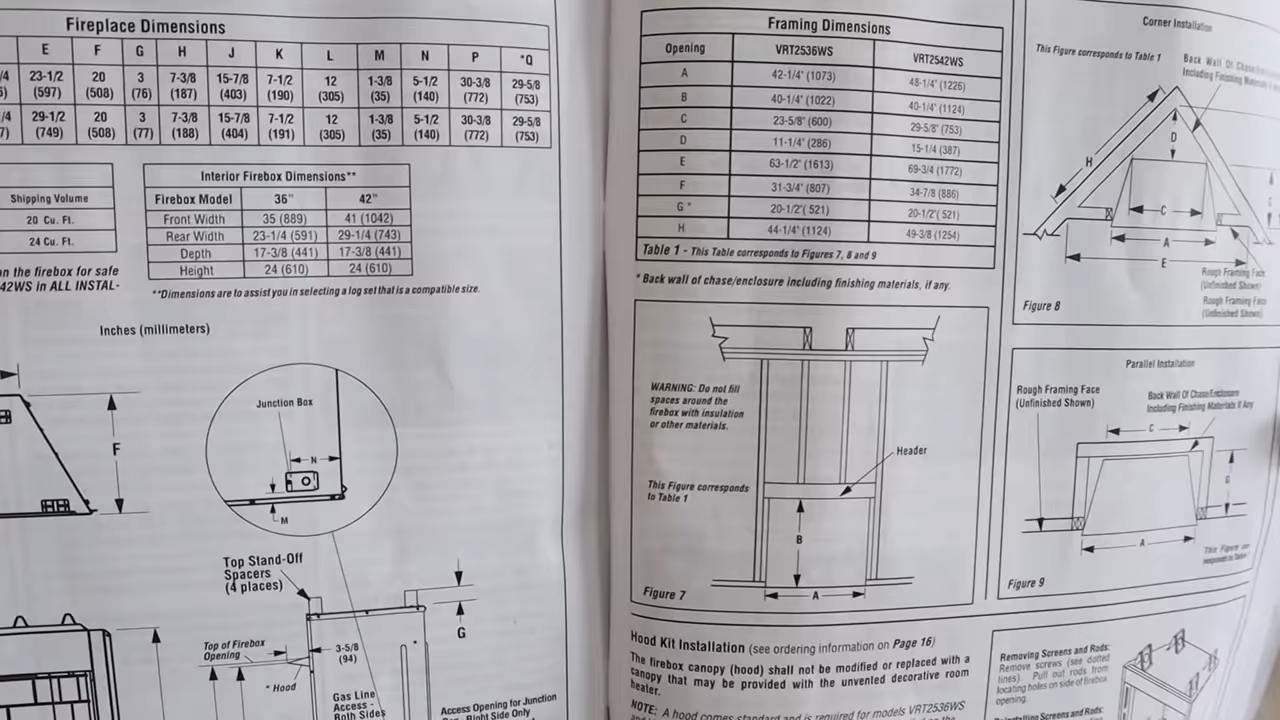 Fireplace Dimensions
E F G H J K L M N P *Q
/4 23-1/2 20 3 7-3/8 15-7/8 7-1/2 12 1-3/8 5-1/2 30-3/8 29-5/8
(597) (508) (76) (187) (403) (190) (305) (35) (140) (772) (753)
/4 29-1/2 20 3 7-3/8 15-7/8 7-1/2 12 1-3/8 5-1/2 30-3/8 29-5/8
7) (749) (508) (77) (188) (404) (191) (305) (35) (140) (772) (753)
Shipping Volume
20 Cu. Ft.
24 Cu. Ft.
on the firebox for safe
42WS in ALL INSTAL-
Interior Firebox Dimensions**
Firebox Model 36" 42"
Front Width 35 (889) 41 (1042)
Rear Width 23-1/4 (591) 29-1/4 (743)
Depth 17-3/8 (441) 17-3/8 (441)
Height 24 (610) 24 (610)
**Dimensions are to assist you in selecting a log set that is a compatible size.
Inches (millimeters)
F
Junction Box
N
M
Top Stand-Off
Spacers
(4 places)
G
Top of Firebox
Opening
3-5/8
(94)
* Hood
Gas Line
Access -
Both Sides
Access Opening for Junction
Right Side Only
Framing Dimensions
Opening VRT2536WS VRT2542WS
A 42-1/4" (1073) 48-1/4" (1226)
B 40-1/4" (1022) 40-1/4" (1124)
C 23-5/8" (600) 29-5/8" (753)
D 11-1/4" (286) 15-1/4 (387)
E 63-1/2" (1613) 69-3/4 (1772)
F 31-3/4" (807) 34-7/8 (886)
G * 20-1/2"( 521) 20-1/2"( 521)
H 44-1/4" (1124) 49-3/8 (1254)
Table 1 - This Table corresponds to Figures 7, 8 and 9
* Back wall of chase/enclosure including finishing materials, if any.
WARNING: Do not fill
spaces around the
firebox with insulation
or other materials.
Header
This Figure corresponds
to Table 1
B
A
Figure 7
Hood Kit Installation (see ordering information on Page 16)
The firebox canopy (hood) shall not be modified or replaced with a
canopy that may be provided with the unvented decorative room
heater.
NOTE: A hood comes standard and is required for models VRT2536WS
Corner Installation
This Figure corresponds to Table 1
Back Wall Of Chase/
Including Finishing Materials
D
H
C
G
A
E
Rough Framing Face
(Unfinished Shown)
Rough Framing Face
(Unfinished Shown)
Figure 8
Parallel Installation
Rough Framing Face
(Unfinished Shown)
Back Wall Of Chase/Enclosure
Including Finishing Materials If Any
C
G
A
This Figure
Figure 9
Removing Screens and Rods:
Remove screws (see dotted
lines). Pull out rods from
locating holes on side of firebox
opening.
Screens and Rods: